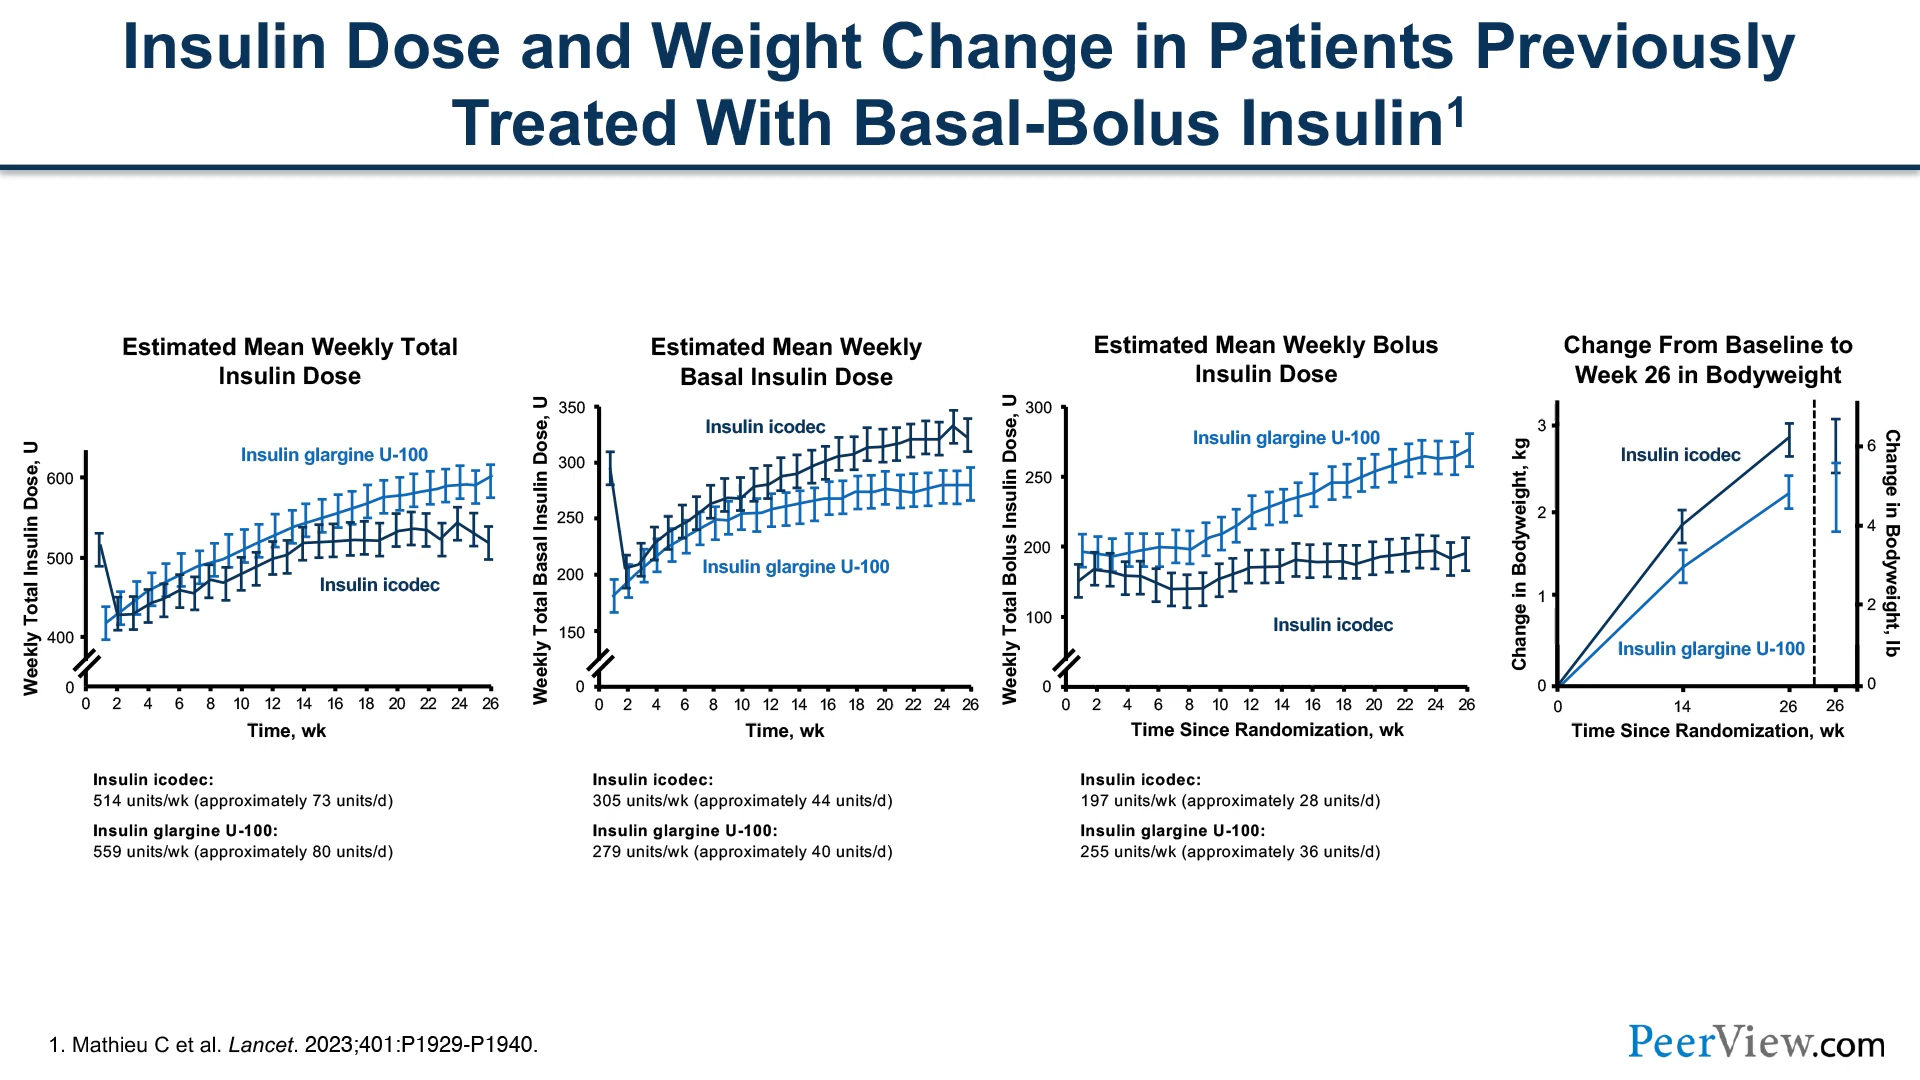 Insulin Dose and Weight Change in Patients Previously
Treated With Basal-Bolus Insulin¹
Estimated Mean Weekly Total
Insulin Dose
Weekly Total Insulin Dose, U
600
500
400
0
Insulin glargine U-100
Insulin icodec
0 2 4 6 8 10 12 14 16 18 20 22 24 26
Time, wk
Insulin icodec:
514 units/wk (approximately 73 units/d)
Insulin glargine U-100:
559 units/wk (approximately 80 units/d)
Estimated Mean Weekly
Basal Insulin Dose
Weekly Total Basal Insulin Dose, U
350
300
250
200
150
0
Insulin icodec
Insulin glargine U-100
0 2 4 6 8 10 12 14 16 18 20 22 24 26
Time, wk
Insulin icodec:
305 units/wk (approximately 44 units/d)
Insulin glargine U-100:
279 units/wk (approximately 40 units/d)
Estimated Mean Weekly Bolus
Insulin Dose
Weekly Total Bolus Insulin Dose, U
300
250
200
100
0
Insulin glargine U-100
Insulin icodec
0 2 4 6 8 10 12 14 16 18 20 22 24 26
Time Since Randomization, wk
Insulin icodec:
197 units/wk (approximately 28 units/d)
Insulin glargine U-100:
255 units/wk (approximately 36 units/d)
Change From Baseline to
Week 26 in Bodyweight
Change in Bodyweight, kg
3
2
1
0
Insulin icodec
Insulin glargine U-100
6
4
2
0
Change in Bodyweight, lb
0 14 26 26
Time Since Randomization, wk
1. Mathieu C et al. Lancet. 2023;401:P1929-P1940.
PeerView.com